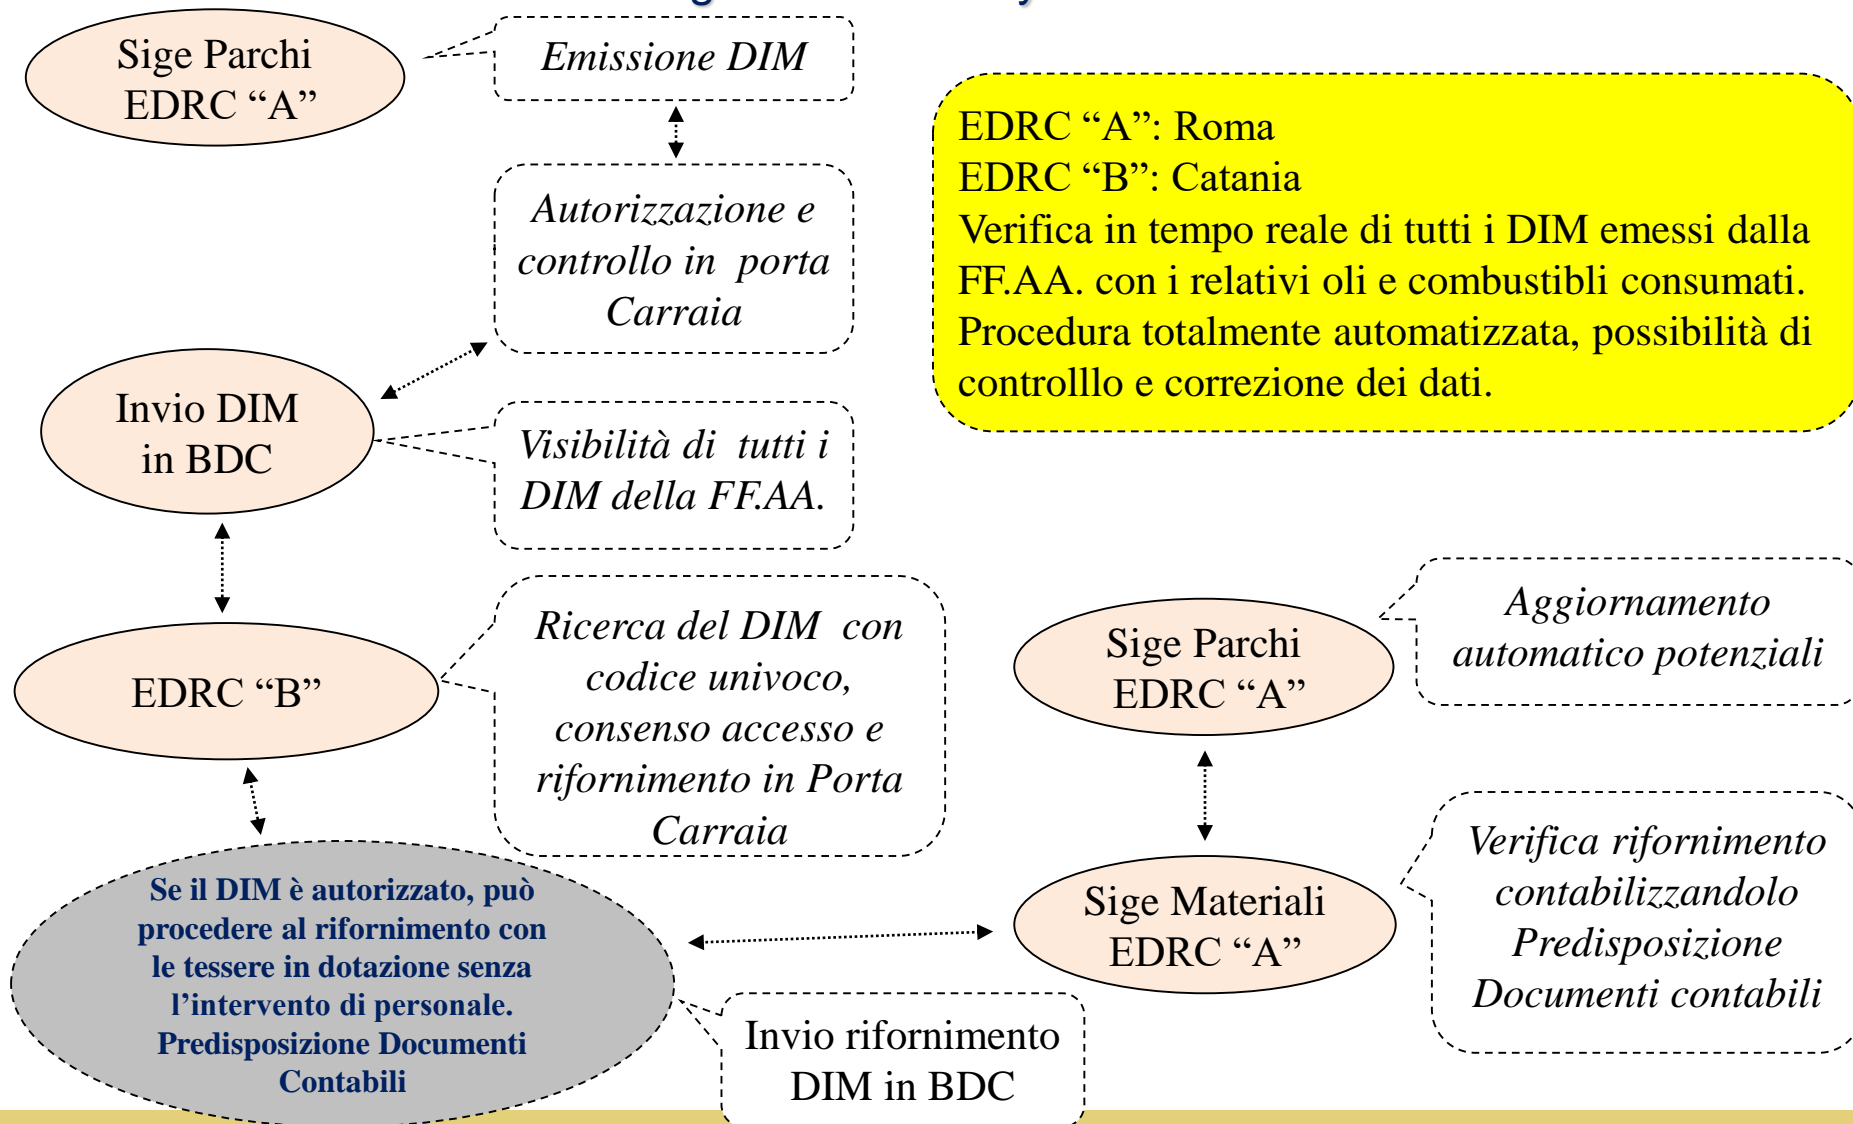 Sige Parchi
EDRC “A”
Emissione DIM
Autorizzazione e
controllo in porta
Carraia
EDRC “A”: Roma
EDRC “B”: Catania
Verifica in tempo reale di tutti i DIM emessi dalla
FF.AA. con i relativi oli e combustibli consumati.
Procedura totalmente automatizzata, possibilità di
controlllo e correzione dei dati.
Invio DIM
in BDC
Visibilità di tutti i
DIM della FF.AA.
EDRC “B”
Ricerca del DIM con
codice univoco,
consenso accesso e
rifornimento in Porta
Carraia
Sige Parchi
EDRC “A”
Aggiornamento
automatico potenziali
Se il DIM è autorizzato, può
procedere al rifornimento con
le tessere in dotazione senza
l’intervento di personale.
Predisposizione Documenti
Contabili
Invio rifornimento
DIM in BDC
Sige Materiali
EDRC “A”
Verifica rifornimento
contabilizzandolo
Predisposizione
Documenti contabili